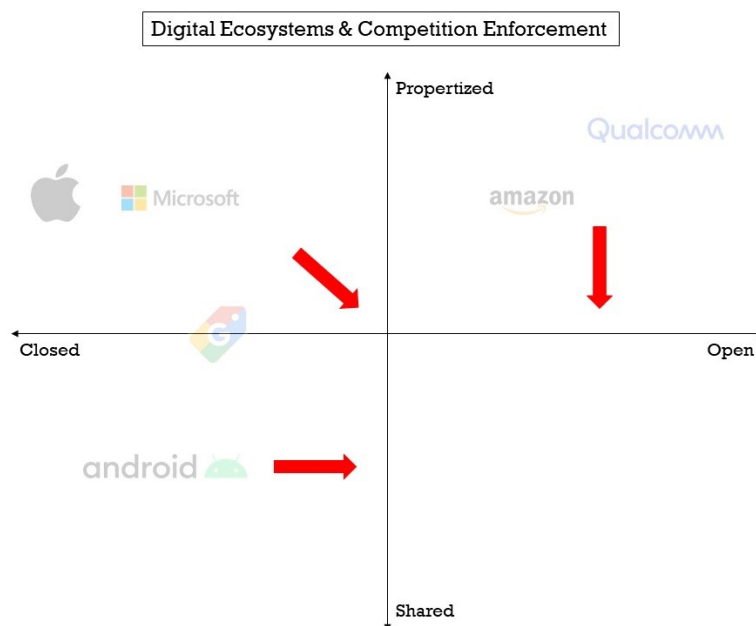 Digital Ecosystems & Competition Enforcement
Propertized
Qualcomm
Microsoft
amazon
G
Closed
Open
android
Shared